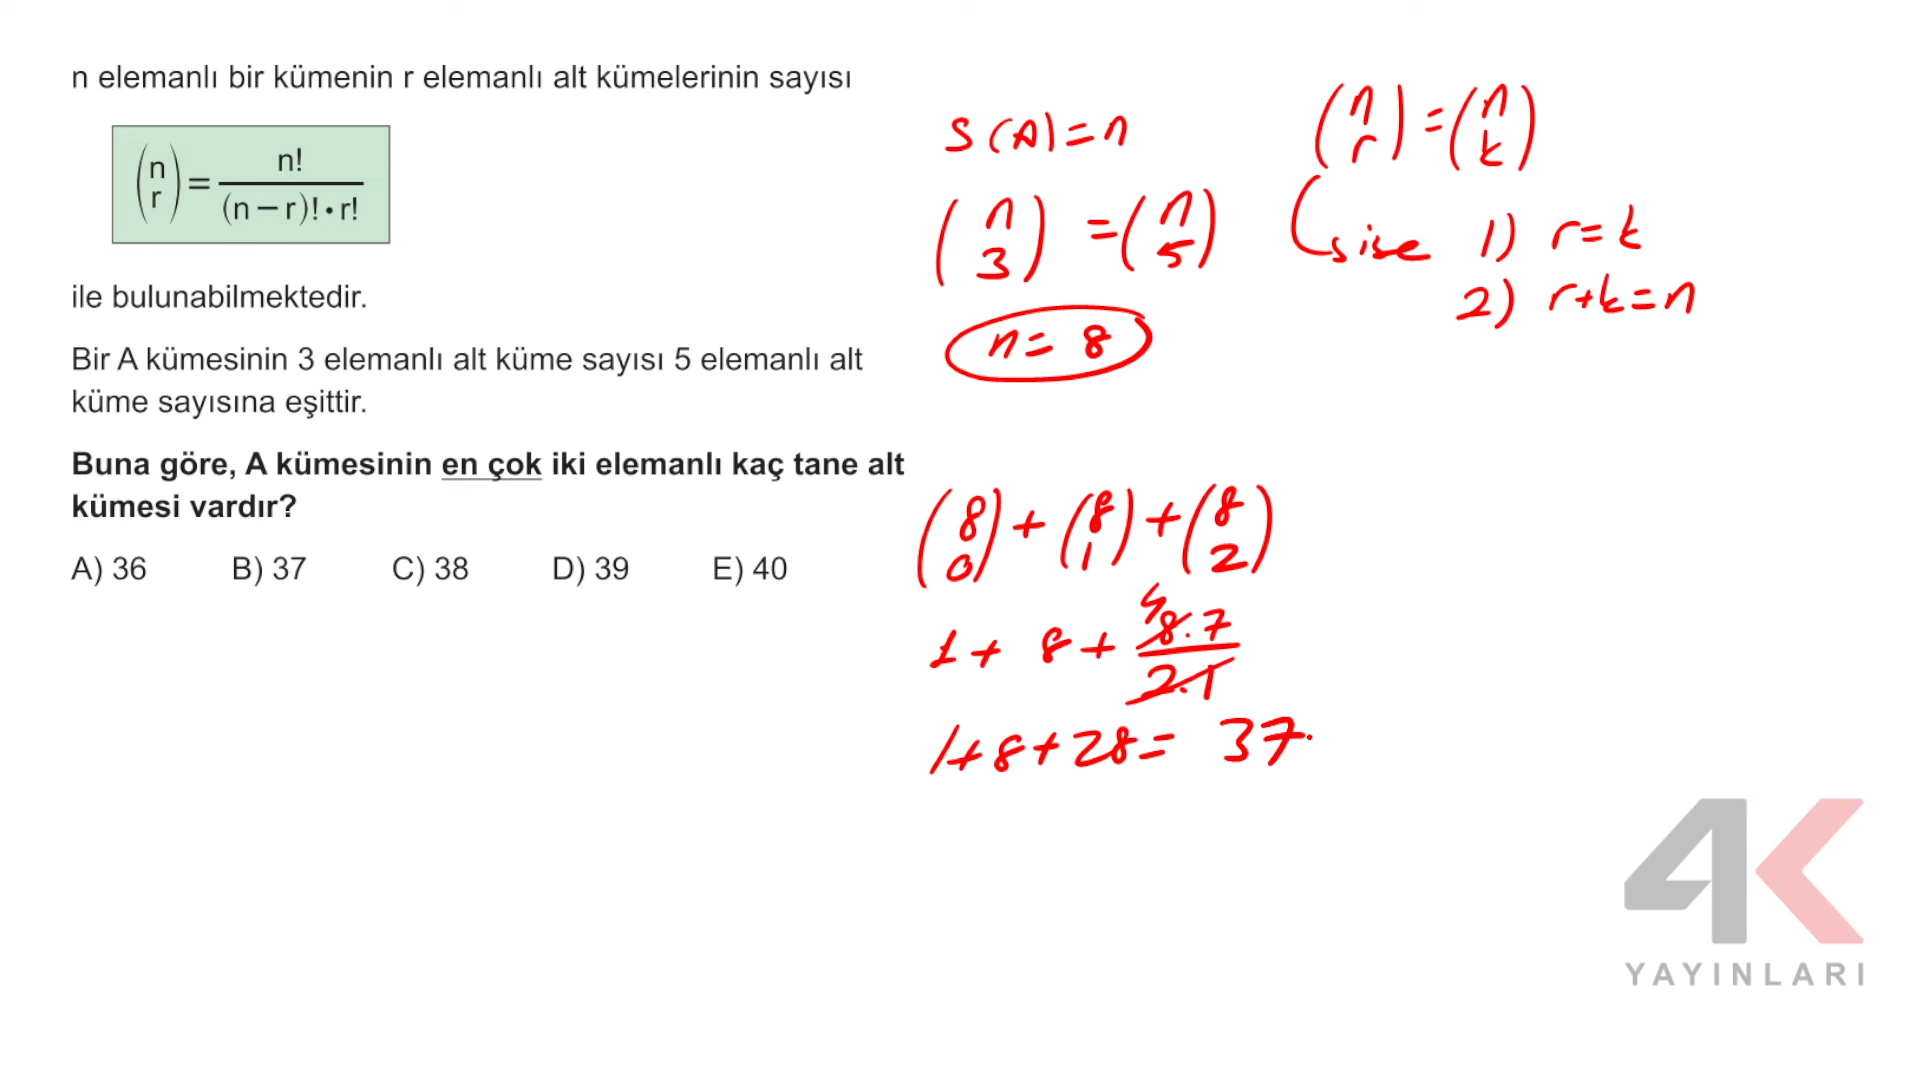 n elemanlı bir kümenin r elemanlı alt kümelerinin sayısı
(n r) = n! / (n – r)! • r!
ile bulunabilmektedir.
Bir A kümesinin 3 elemanlı alt küme sayısı 5 elemanlı alt
küme sayısına eşittir.
Buna göre, A kümesinin en çok iki elemanlı kaç tane alt
kümesi vardır?
A) 36 B) 37 C) 38 D) 39 E) 40
s(A) = n
(n 3) = (n 5)
n = 8
(n r) = (n k)
ise 1) r = k
2) r + k = n
(8 0) + (8 1) + (8 2)
1 + 8 + 8.7 / 2.1
4
1 + 8 + 28 = 37.
4K
YAYINLARI